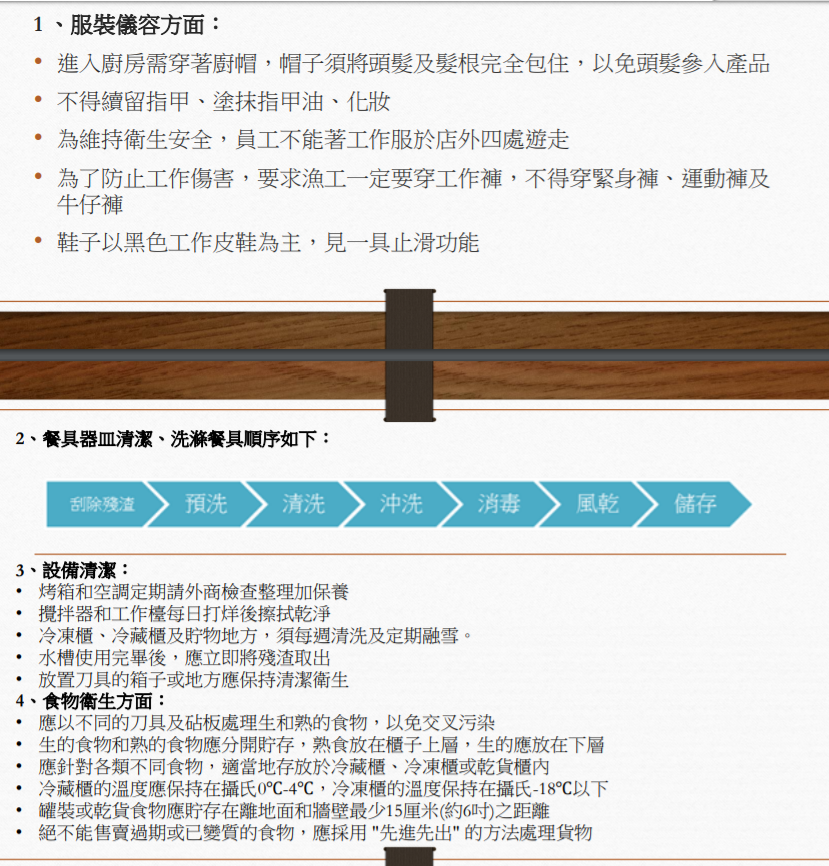 1、服裝儀容方面：
• 進入廚房需穿著廚帽，帽子須將頭髮及髮根完全包住，以免頭髮參入產品
• 不得續留指甲、塗抹指甲油、化妝
• 為維持衛生安全，員工不能著工作服於店外四處遊走
• 為了防止工作傷害，要求漁工一定要穿工作褲，不得穿緊身褲、運動褲及
牛仔褲
• 鞋子以黑色工作皮鞋為主，見一具止滑功能
2、餐具器皿清潔、洗滌餐具順序如下：
刮除殘渣 預洗 清洗 沖洗 消毒 風乾 儲存
3、設備清潔：
• 烤箱和空調定期請外商檢查整理加保養
• 攪拌器和工作檯每日打烊後擦拭乾淨
• 冷凍櫃、冷藏櫃及貯物地方，須每週清洗及定期融雪。
• 水槽使用完畢後，應立即將殘渣取出
• 放置刀具的箱子或地方應保持清潔衛生
4、食物衛生方面：
• 應以不同的刀具及砧板處理生和熟的食物，以免交叉污染
• 生的食物和熟的食物應分開貯存，熟食放在櫃子上層，生的應放在下層
• 應針對各類不同食物，適當地存放於冷藏櫃、冷凍櫃或乾貨櫃內
• 冷藏櫃的溫度應保持在攝氏0℃-4℃，冷凍櫃的溫度保持在攝氏-18℃以下
• 罐裝或乾貨食物應貯存在離地面和牆壁最少15厘米(約6吋)之距離
• 絕不能售賣過期或已變質的食物，應採用 "先進先出" 的方法處理貨物